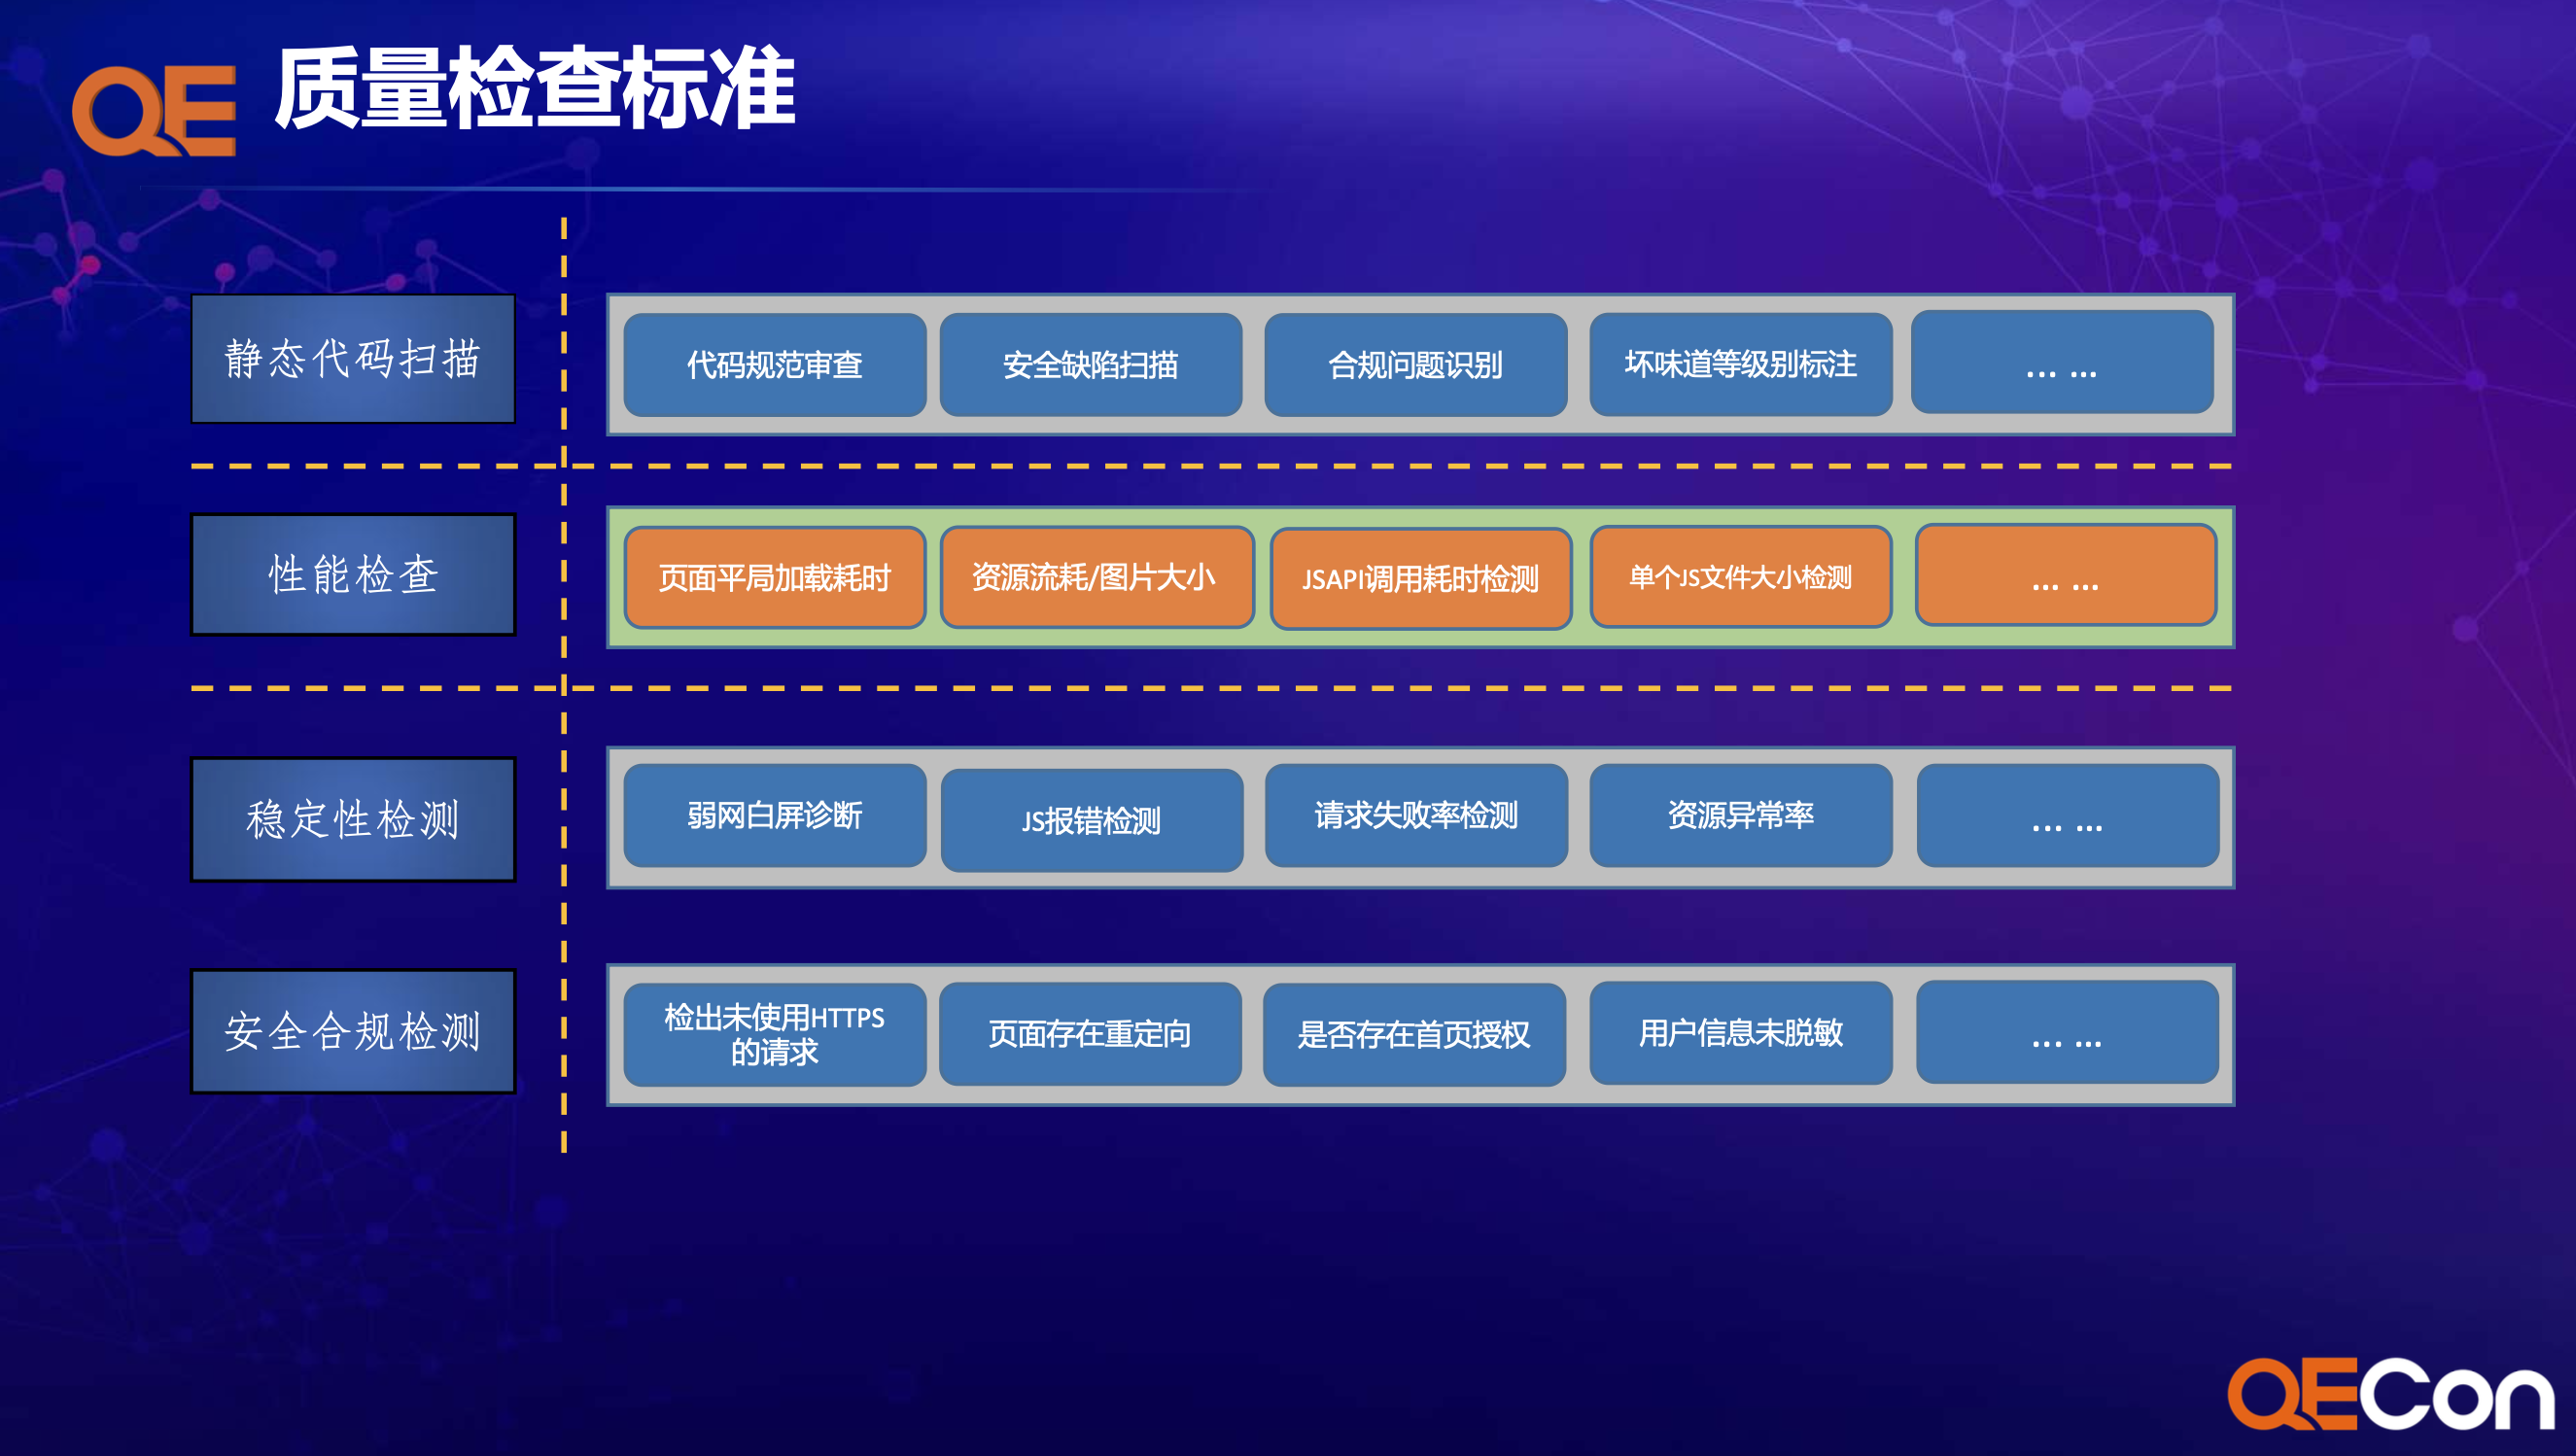 QE 质量检查标准
静态代码扫描
代码规范审查
安全缺陷扫描
合规问题识别
坏味道等级别标注
... ...
性能检查
页面平局加载耗时
资源流耗/图片大小
JSAPI调用耗时检测
单个JS文件大小检测
... ...
稳定性检测
弱网白屏诊断
JS报错检测
请求失败率检测
资源异常率
... ...
安全合规检测
检出未使用HTTPS
的请求
页面存在重定向
是否存在首页授权
用户信息未脱敏
... ...
QECon